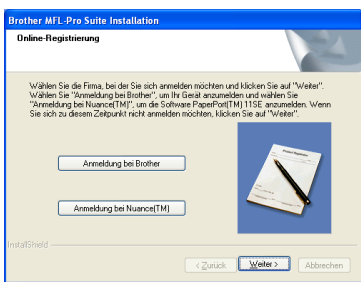 Brother MFL-Pro Suite Installation
Online-Registrierung
Wählen Sie die Firma, bei der Sie sich anmelden möchten und klicken Sie auf "Weiter".
Wählen Sie "Anmeldung bei Brother", um Ihr Gerät anzumelden und wählen Sie
"Anmeldung bei Nuance(TM)", um die Software PaperPort(TM) 11SE anzumelden. Wenn
Sie sich zu diesem Zeitpunkt nicht anmelden möchten, klicken Sie auf "Weiter".
Anmeldung bei Brother
Product Registration
Anmeldung bei Nuance(TM)
InstallShield
< Zurück Weiter > Abbrechen